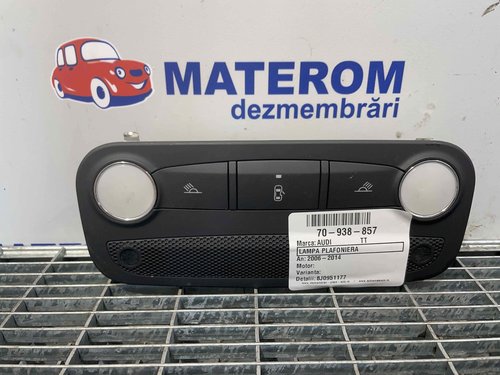 MATEROM
dezmembrări
70-938-857
Marca: AUDI TT
LAMPA PLAFONIERA
An: 2006-2014
Motor:
Varianta:
Detalii: 8J0951177